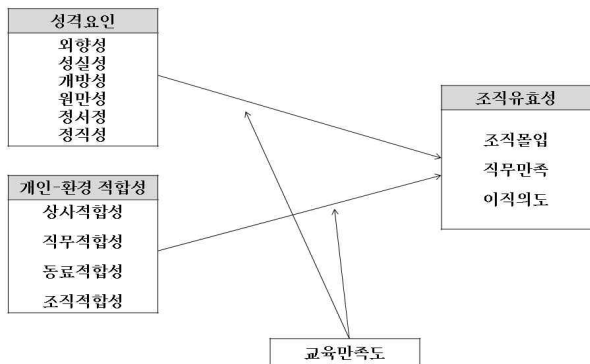 성격요인
외향성
성실성
개방성
원만성
정서정
정직성
개인-환경 적합성
상사적합성
직무적합성
동료적합성
조직적합성
조직유효성
조직몰입
직무만족
이직의도
교육만족도